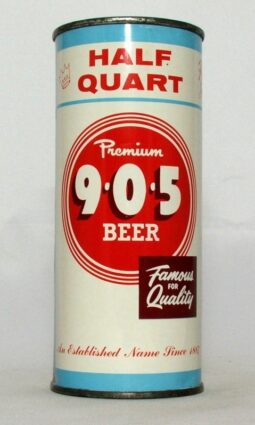 HALF
QUART
Premium
9·0·5
BEER
Famous
FOR
Quality
An Established Name Since